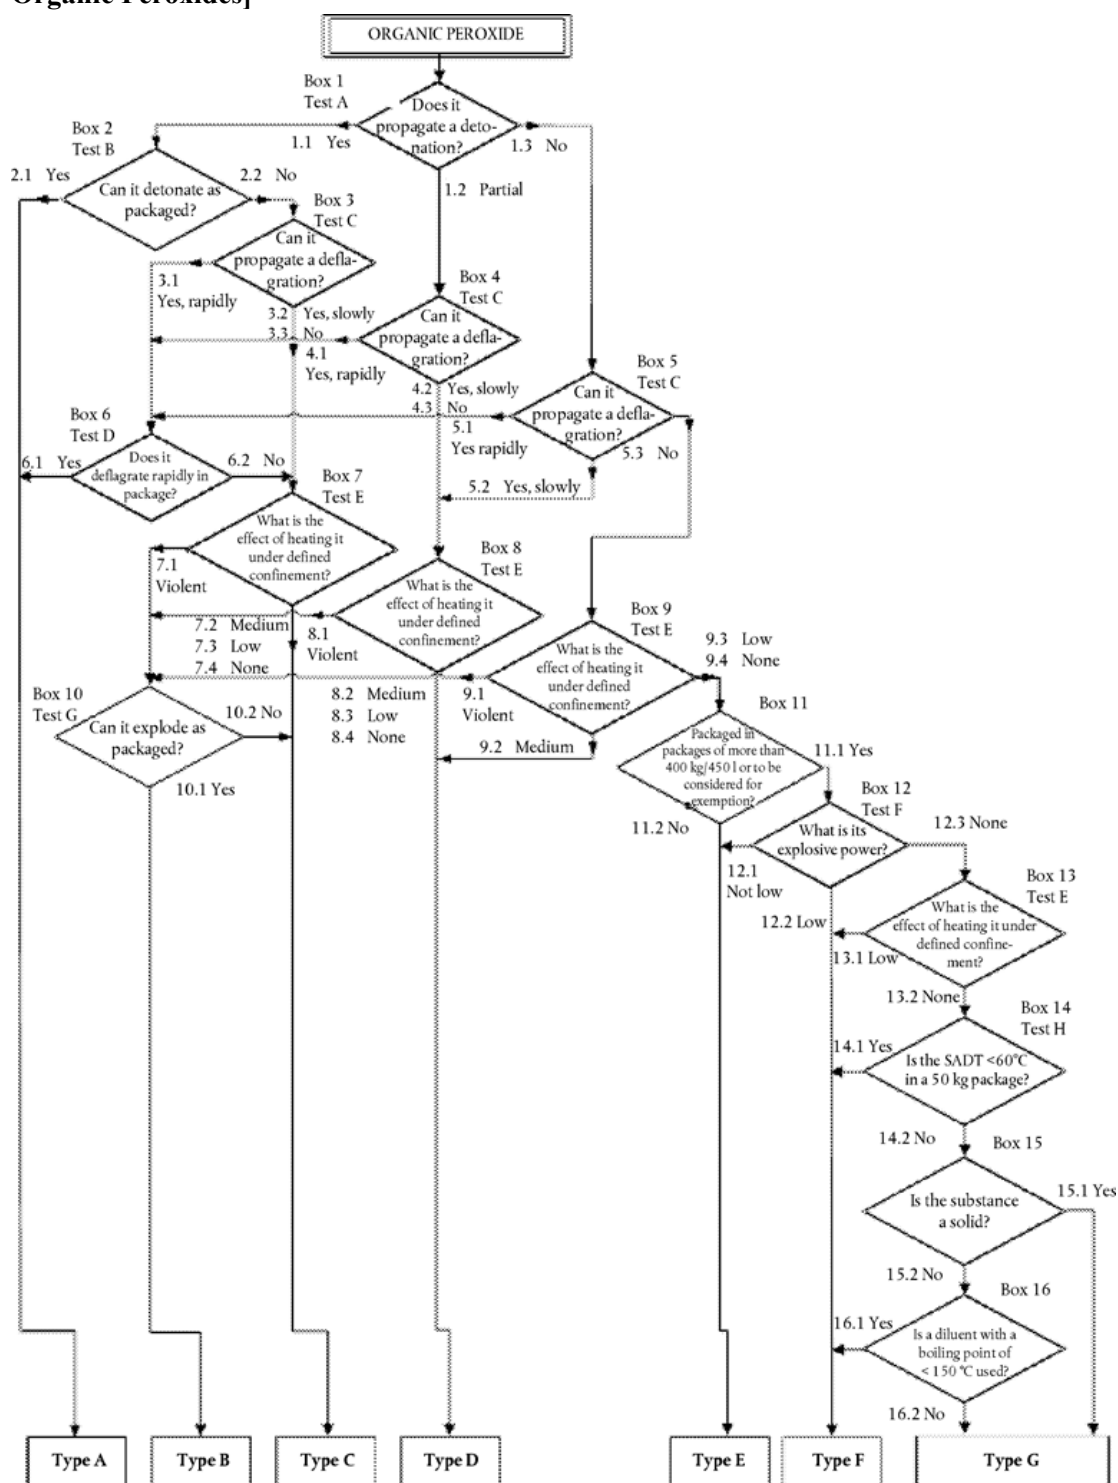 Organic Peroxides]
ORGANIC PEROXIDE
Box 1
Test A
Does it
propagate a deto-
nation?
1.1 Yes
1.3 No
1.2 Partial
Box 2
Test B
2.1 Yes
2.2 No
Can it detonate as
packaged?
Box 3
Test C
Can it
propagate a defla-
gration?
3.1
Yes, rapidly
3.2 Yes, slowly
3.3 No
Box 4
Test C
Can it
propagate a defla-
gration?
4.1
Yes, rapidly
4.2 Yes, slowly
4.3 No
Box 5
Test C
Can it
propagate a defla-
gration?
5.1
Yes rapidly
5.3 No
5.2 Yes, slowly
Box 6
Test D
6.1 Yes
6.2 No
Does it
deflagrate rapidly in
package?
Box 7
Test E
What is the
effect of heating it
under defined
confinement?
7.1
Violent
7.2 Medium
7.3 Low
7.4 None
Box 8
Test E
What is the
effect of heating it
under defined
confinement?
8.1
Violent
8.2 Medium
8.3 Low
8.4 None
Box 9
Test E
What is the
effect of heating it
under defined
confinement?
9.1
Violent
9.2 Medium
9.3 Low
9.4 None
Box 10
Test G
Can it explode as
packaged?
10.2 No
10.1 Yes
Box 11
Packaged in
packages of more than
400 kg/450 l or to be
considered for
exemption?
11.1 Yes
11.2 No
Box 12
Test F
What is its
explosive power?
12.3 None
12.1
Not low
12.2 Low
Box 13
Test E
What is the
effect of heating it under
defined confine-
ment?
13.1 Low
13.2 None
Box 14
Test H
14.1 Yes
Is the SADT <60°C
in a 50 kg package?
14.2 No
Box 15
Is the substance
a solid?
15.1 Yes
15.2 No
Box 16
16.1 Yes
Is a diluent with a
boiling point of
< 150 °C used?
16.2 No
Type A
Type B
Type C
Type D
Type E
Type F
Type G